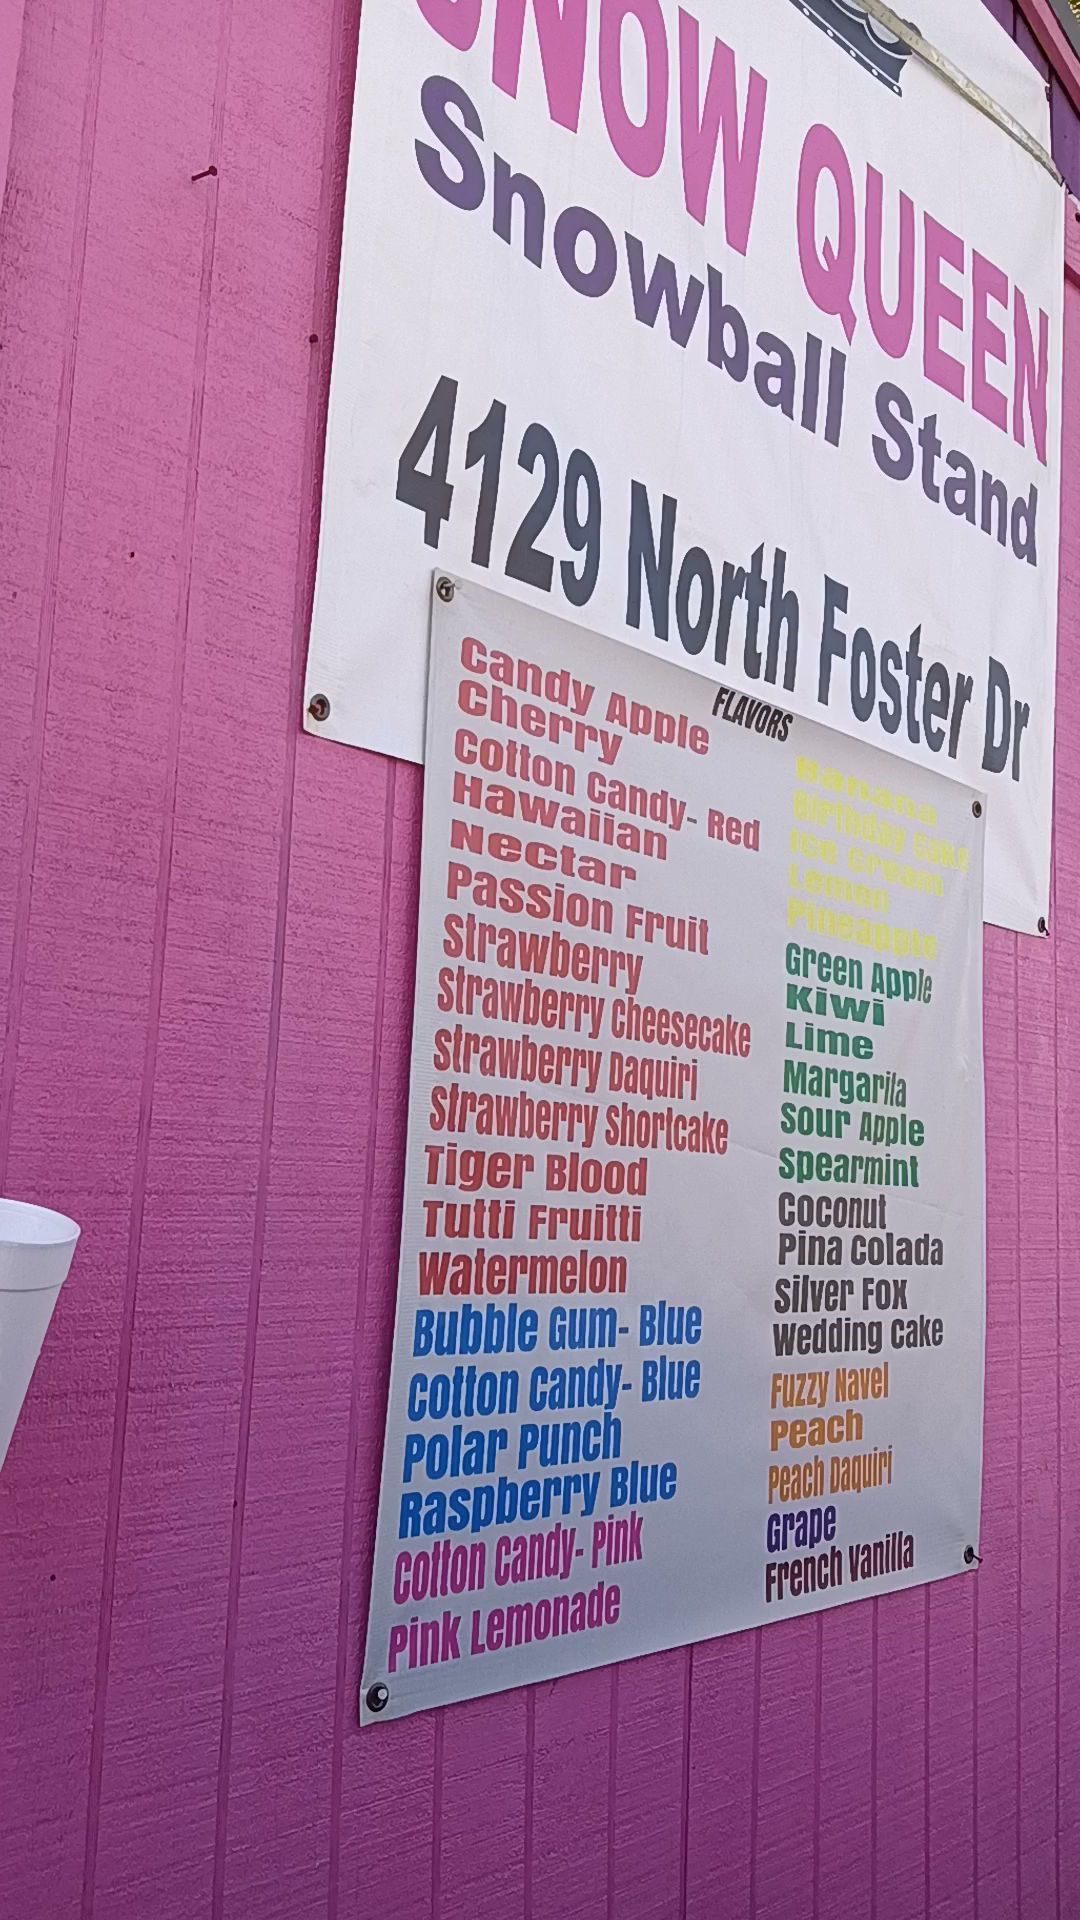 SNOW QUEEN
Snowball Stand
4129 North Foster Dr
FLAVORS
Candy Apple
Cherry
Cotton Candy- Red
Hawaiian
Nectar
Passion Fruit
Strawberry
Strawberry Cheesecake
Strawberry Daquiri
Strawberry Shortcake
Tiger Blood
Tutti Fruitti
Watermelon
Bubble Gum- Blue
Cotton Candy- Blue
Polar Punch
Raspberry Blue
Cotton Candy- Pink
Pink Lemonade
Banana
Birthday Cake
Ice Cream
Lemon
Pineapple
Green Apple
Kiwi
Lime
Margarita
Sour Apple
Spearmint
Coconut
Pina Colada
Silver Fox
Wedding Cake
Fuzzy Navel
Peach
Peach Daquiri
Grape
French Vanilla